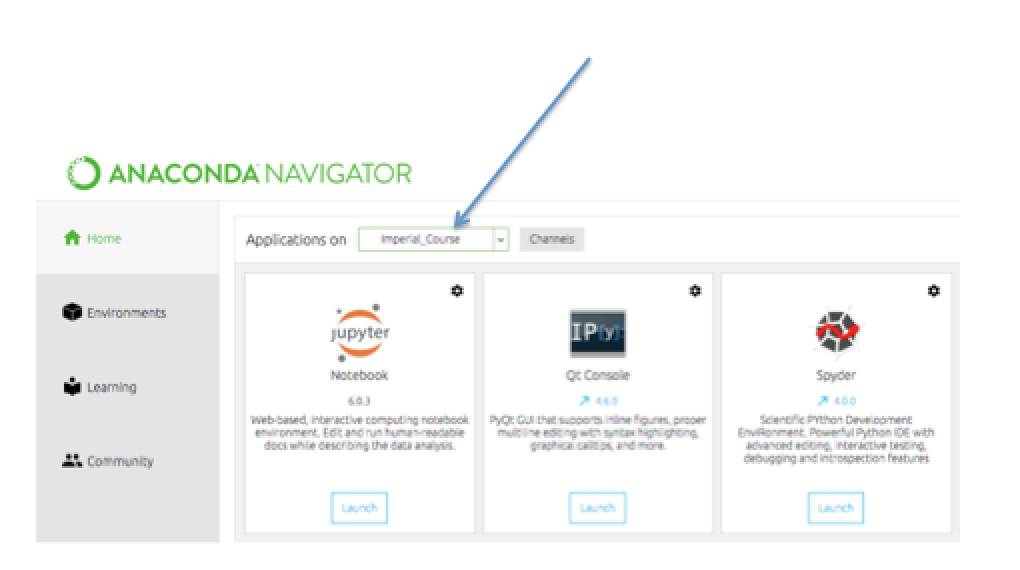 ANACONDA NAVIGATOR
Home
Applications on Imperial_Course Channels
Environments
Learning
Community
jupyter
Notebook
6.0.3
Web-based, interactive computing notebook
environment. Edit and run human-readable
docs while describing the data analysis.
Launch
IP[y]:
Qt Console
4.6.0
PyQt GUI that supports inline figures, proper
multiline editing with syntax highlighting,
graphical calltips, and more.
Launch
Spyder
4.0.0
Scientific PYthon Development
EnviRonment. Powerful Python IDE with
advanced editing, interactive testing,
debugging and introspection features
Launch